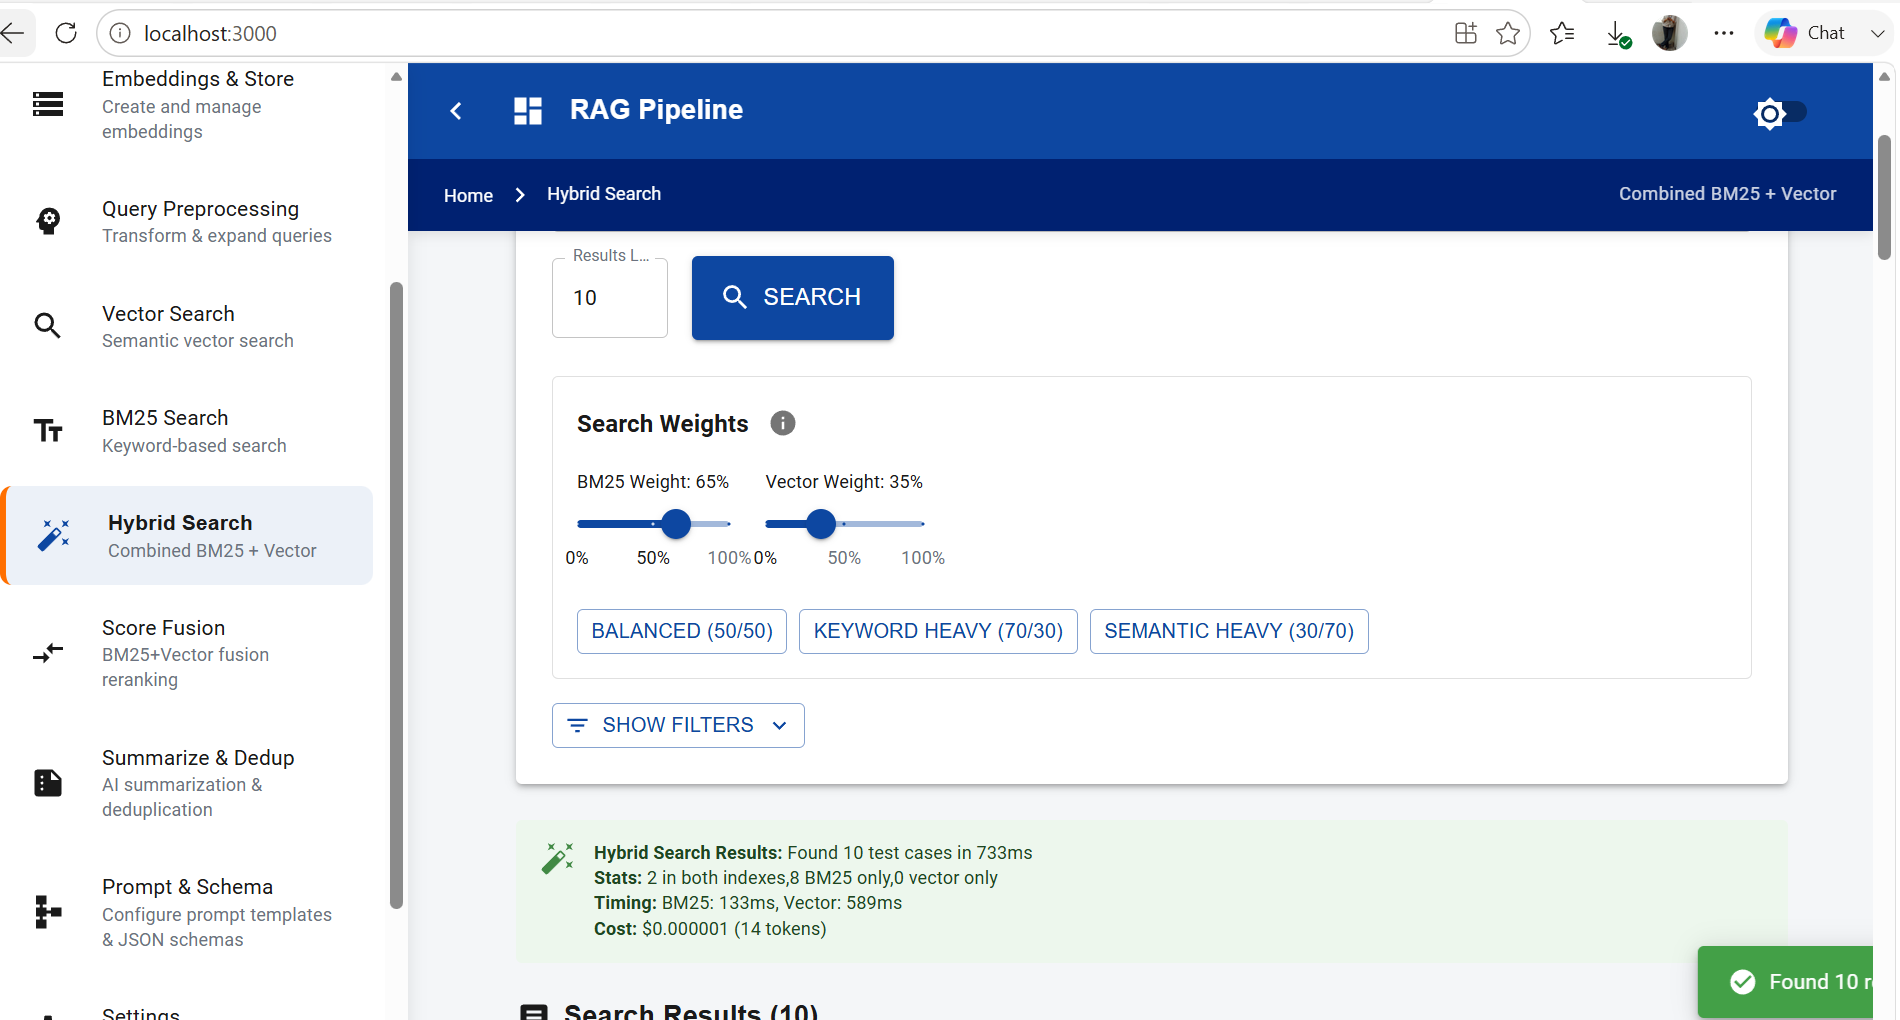 localhost:3000
Chat
Embeddings & Store
Create and manage
embeddings
Query Preprocessing
Transform & expand queries
Vector Search
Semantic vector search
BM25 Search
Keyword-based search
Hybrid Search
Combined BM25 + Vector
Score Fusion
BM25+Vector fusion
reranking
Summarize & Dedup
AI summarization &
deduplication
Prompt & Schema
Configure prompt templates
& JSON schemas
Settings
RAG Pipeline
Home > Hybrid Search
Combined BM25 + Vector
Results L...
10
SEARCH
Search Weights
BM25 Weight: 65%
0% 50% 100%
Vector Weight: 35%
0% 50% 100%
BALANCED (50/50)
KEYWORD HEAVY (70/30)
SEMANTIC HEAVY (30/70)
SHOW FILTERS
Hybrid Search Results: Found 10 test cases in 733ms
Stats: 2 in both indexes,8 BM25 only,0 vector only
Timing: BM25: 133ms, Vector: 589ms
Cost: $0.000001 (14 tokens)
Search Results (10)
Found 10